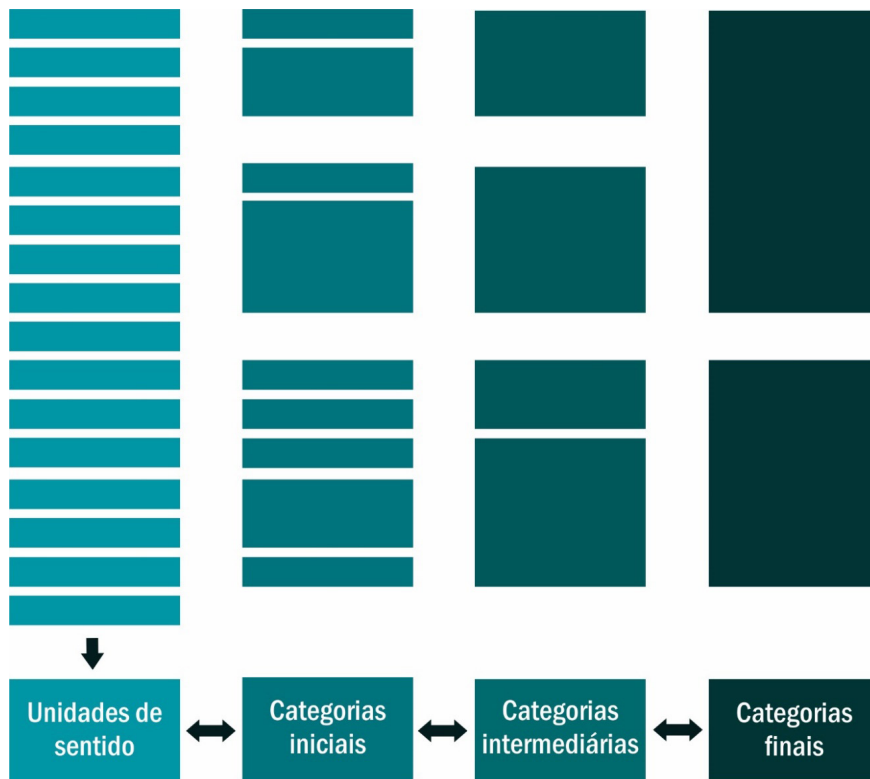 Unidades de
sentido
Categorias
iniciais
Categorias
intermediárias
Categorias
finais